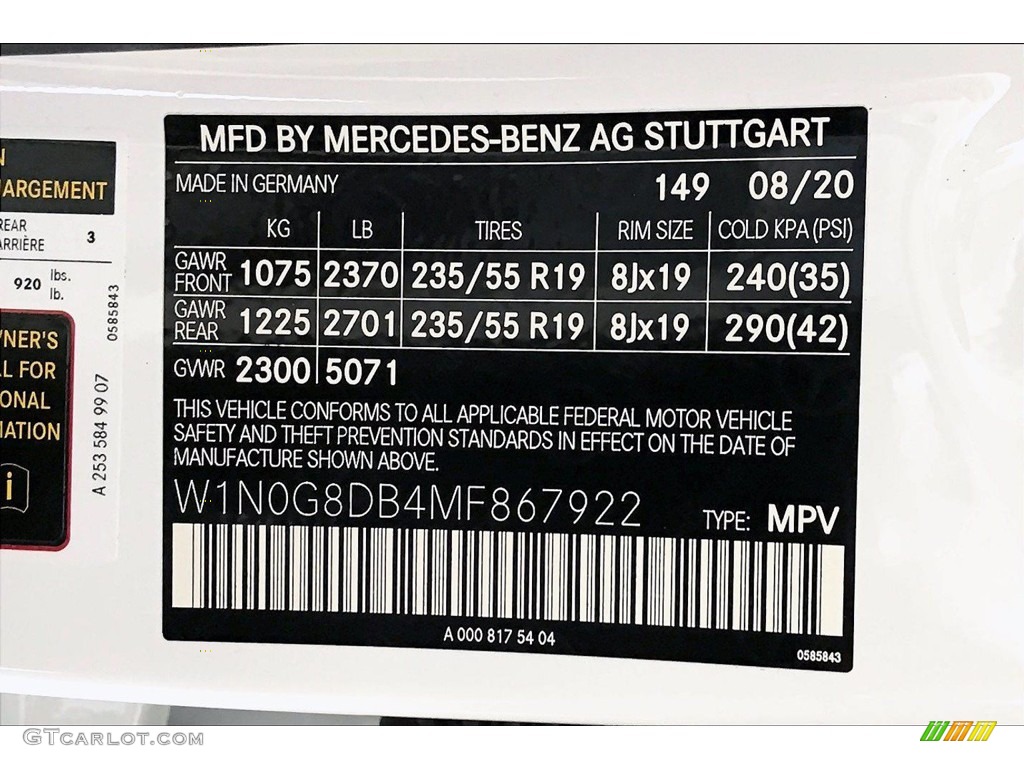 MFD BY MERCEDES-BENZ AG STUTTGART
MADE IN GERMANY 149 08/20
KG LB TIRES RIM SIZE COLD KPA (PSI)
GAWR FRONT 1075 2370 235/55 R19 8Jx19 240(35)
GAWR REAR 1225 2701 235/55 R19 8Jx19 290(42)
GVWR 2300 5071
THIS VEHICLE CONFORMS TO ALL APPLICABLE FEDERAL MOTOR VEHICLE
SAFETY AND THEFT PREVENTION STANDARDS IN EFFECT ON THE DATE OF
MANUFACTURE SHOWN ABOVE.
W1N0G8DB4MF867922 TYPE: MPV
A 000 817 54 04
0585843
N
ARGEMENT
REAR
ARRIÈRE 3
920 lbs.
lb.
0585843
NER'S
L FOR
ONAL
MATION
i
A 253 584 99 07
GTcarlot.com